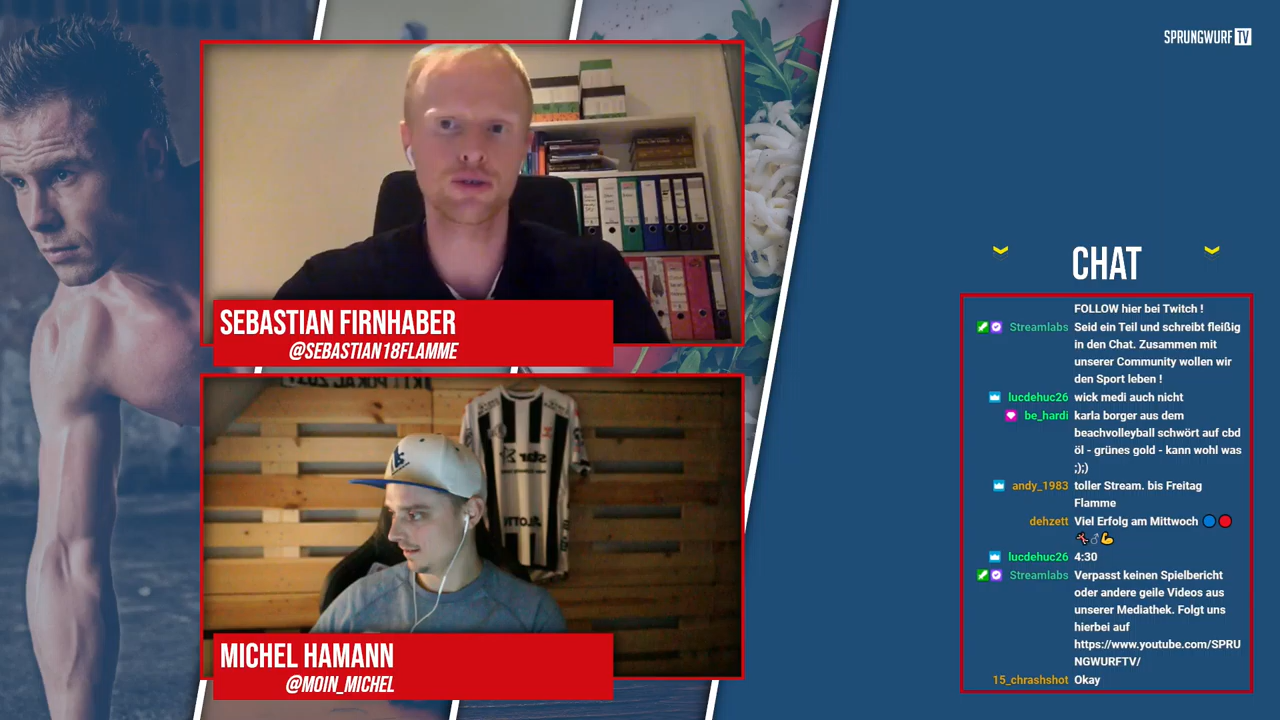 SPRUNGWURF TV
SEBASTIAN FIRNHABER
@SEBASTIAN18FLAMME
MICHEL HAMANN
@MOIN_MICHEL
CHAT
FOLLOW hier bei Twitch !
Streamlabs Seid ein Teil und schreibt fleißig
in den Chat. Zusammen mit
unserer Community wollen wir
den Sport leben !
lucdehuc26 wick medi auch nicht
be_hardi karla borger aus dem
beachvolleyball schwört auf cbd
öl - grünes gold - kann wohl was
;);)
andy_1983 toller Stream. bis Freitag
Flamme
dehzett Viel Erfolg am Mittwoch
lucdehuc26 4:30
Streamlabs Verpasst keinen Spielbericht
oder andere geile Videos aus
unserer Mediathek. Folgt uns
hierbei auf
https://www.youtube.com/SPRU
NGWURFTV/
15_chrashshot Okay